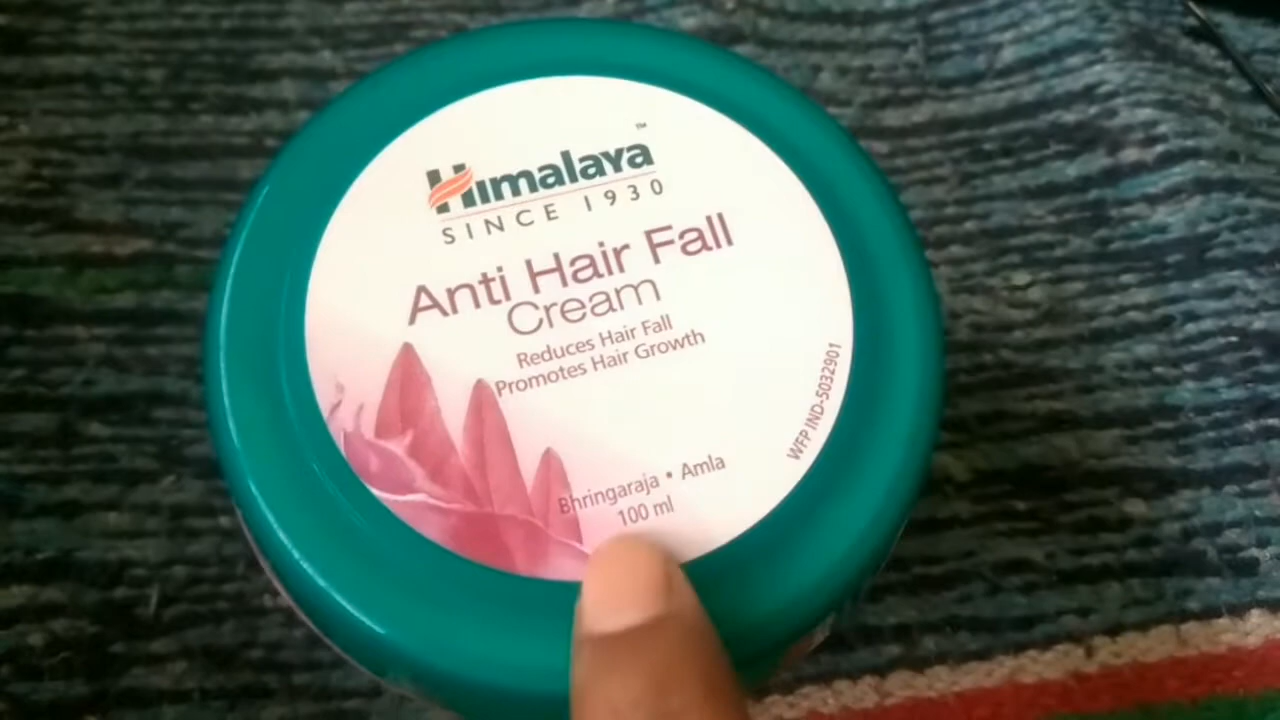 Himalaya™
SINCE 1930
Anti Hair Fall
Cream
Reduces Hair Fall
Promotes Hair Growth
WFP IND-5032901
Bhringaraja • Amla
100 ml